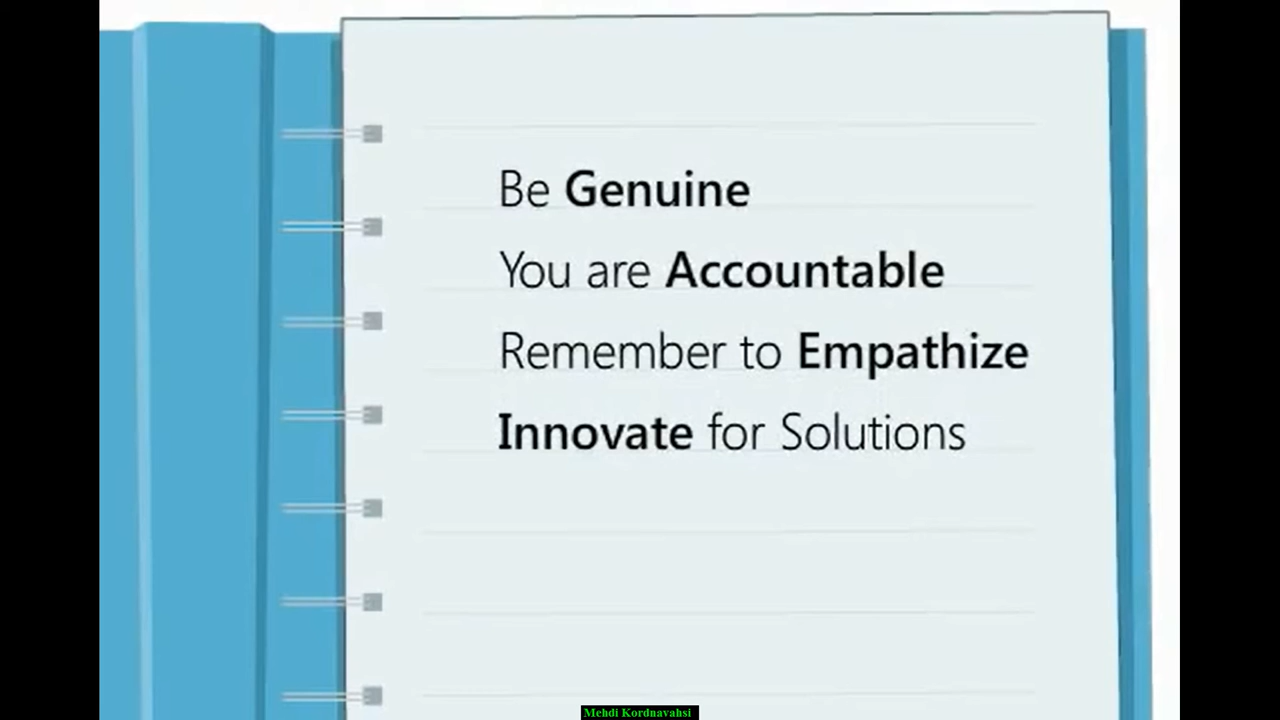 Be Genuine
You are Accountable
Remember to Empathize
Innovate for Solutions
Mehdi Kordnavahsi